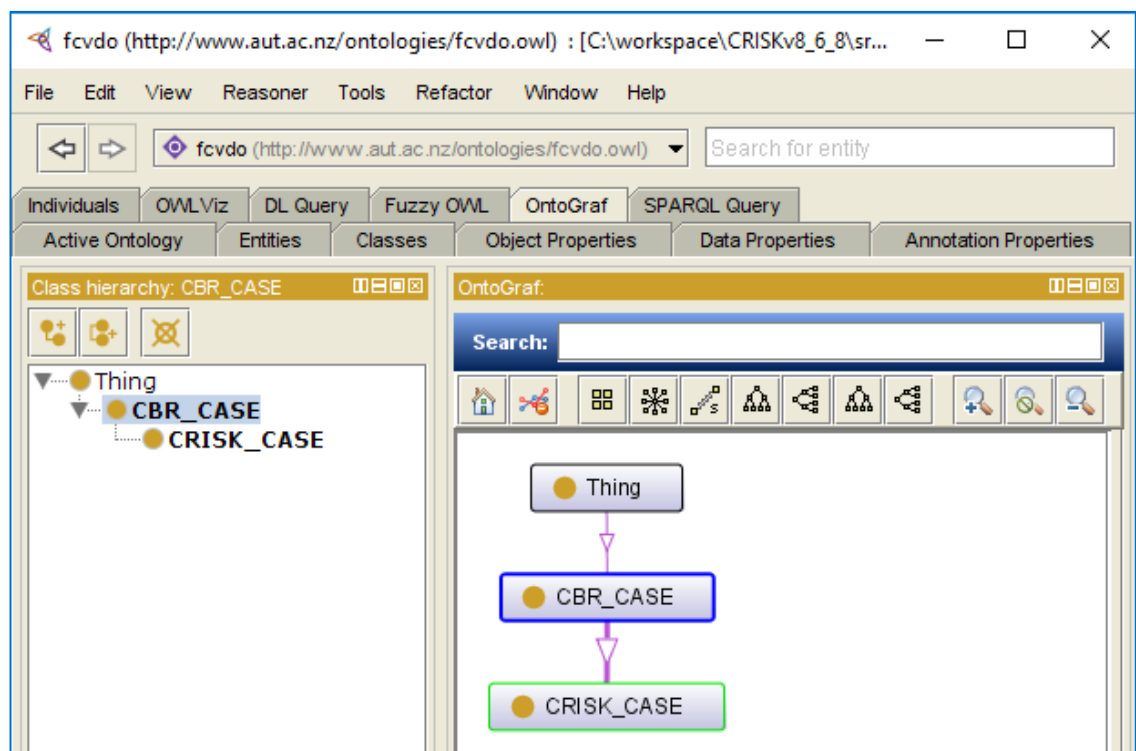 fcvdo (http://www.aut.ac.nz/ontologies/fcvdo.owl) : [C:\workspace\CRISKv8_6_8\sr...
File Edit View Reasoner Tools Refactor Window Help
fcvdo (http://www.aut.ac.nz/ontologies/fcvdo.owl) Search for entity
Individuals OWLViz DL Query Fuzzy OWL OntoGraf SPARQL Query
Active Ontology Entities Classes Object Properties Data Properties Annotation Properties
Class hierarchy: CBR_CASE
Thing
CBR_CASE
CRISK_CASE
OntoGraf:
Search:
s
Thing
CBR_CASE
CRISK_CASE